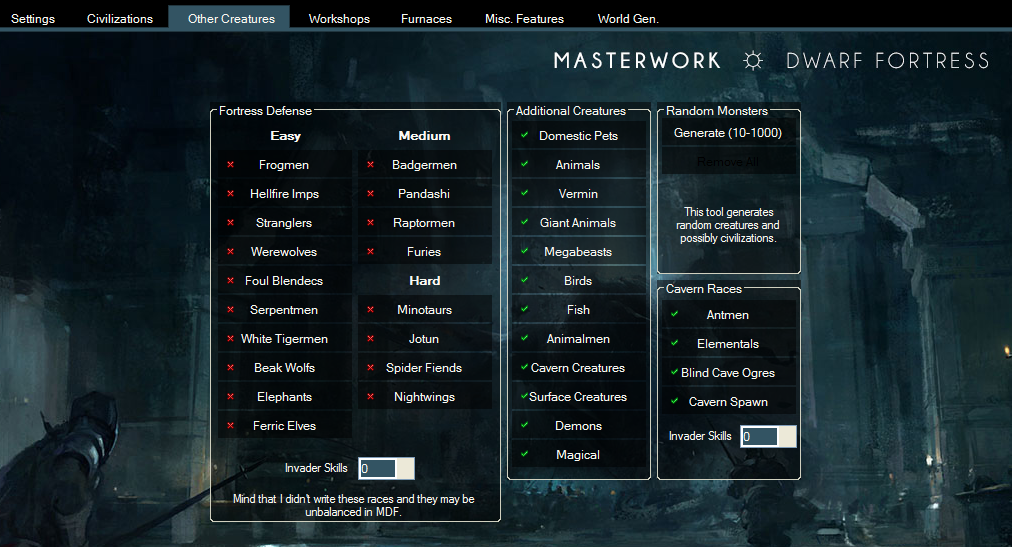 Settings
Civilizations
Other Creatures
Workshops
Furnaces
Misc. Features
World Gen.
MASTERWORK DWARF FORTRESS
Fortress Defense
Easy
Frogmen
Hellfire Imps
Stranglers
Werewolves
Foul Blendecs
Serpentmen
White Tigermen
Beak Wolfs
Elephants
Ferric Elves
Medium
Badgermen
Pandashi
Raptormen
Furies
Hard
Minotaurs
Jotun
Spider Fiends
Nightwings
Invader Skills 0
Mind that I didn't write these races and they may be
unbalanced in MDF.
Additional Creatures
Domestic Pets
Animals
Vermin
Giant Animals
Megabeasts
Birds
Fish
Animalmen
Cavern Creatures
Surface Creatures
Demons
Magical
Random Monsters
Generate (10-1000)
Remove All
This tool generates
random creatures and
possibly civilizations.
Cavern Races
Antmen
Elementals
Blind Cave Ogres
Cavern Spawn
Invader Skills 0